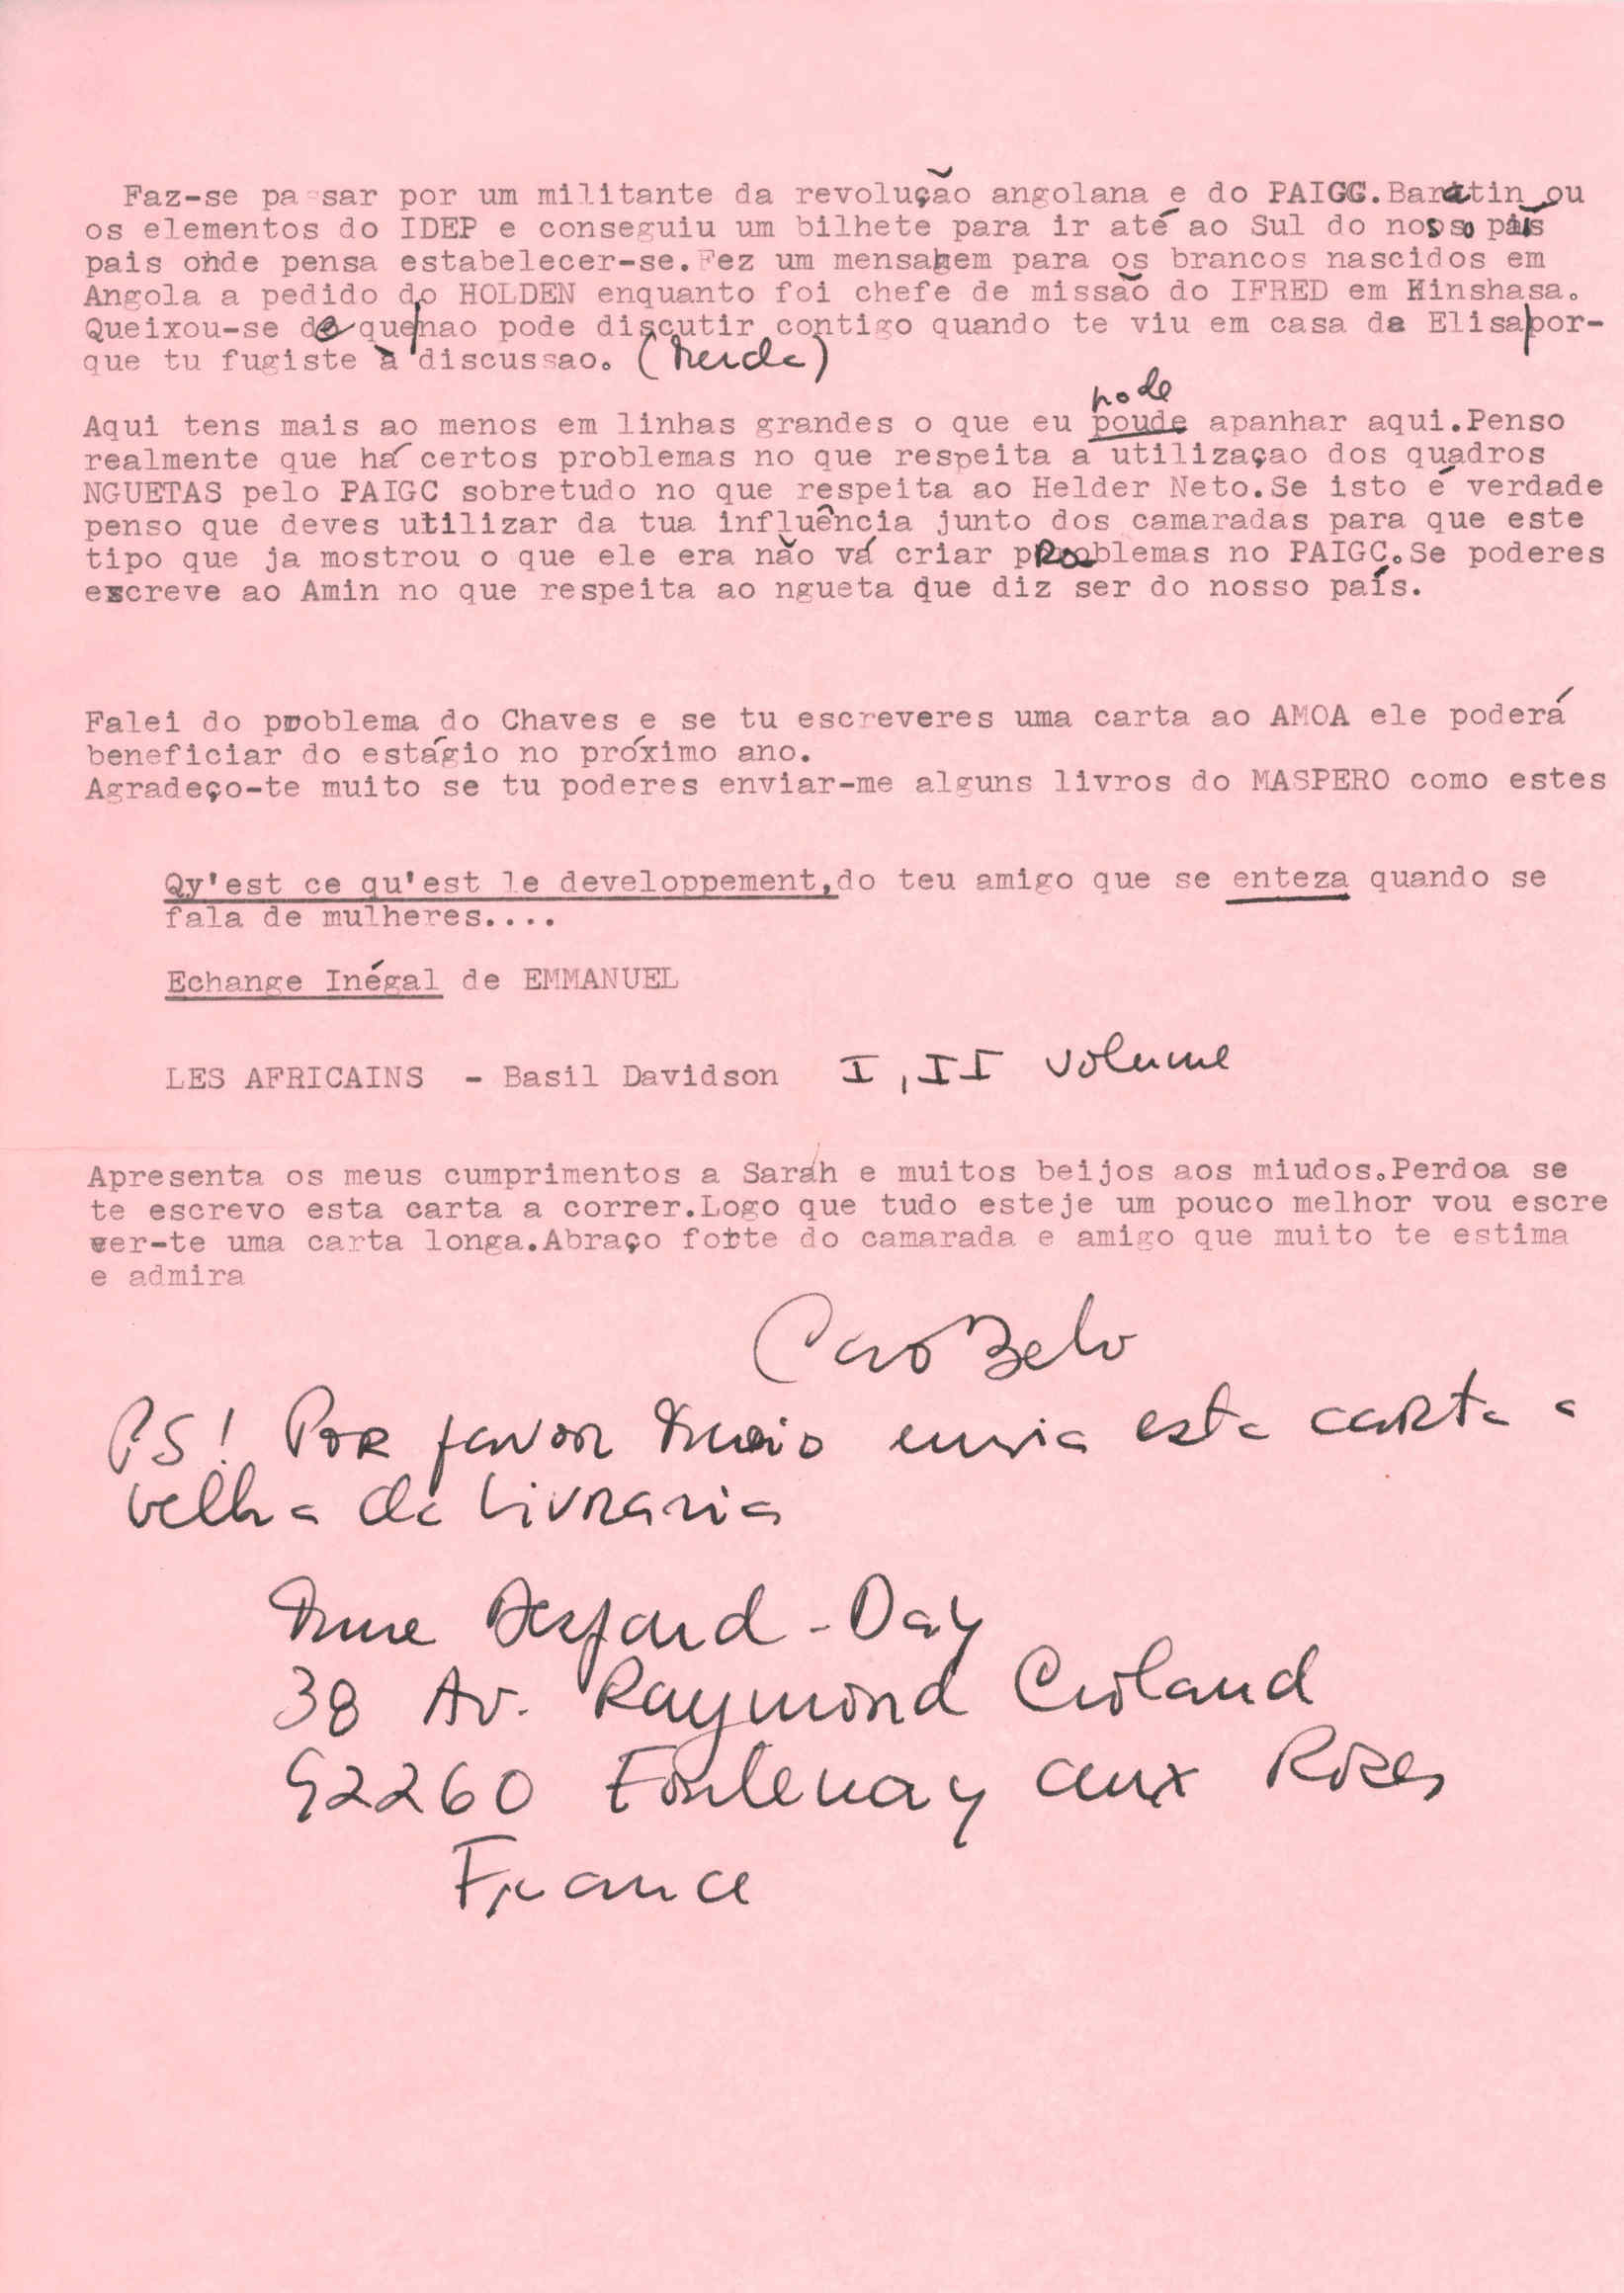 Faz-se passar por um militante da revolução angolana e do PAIGC.Baratin ou
os elementos do IDEP e conseguiu um bilhete para ir até ao Sul do nosso país
pais onde pensa estabelecer-se.Fez um mensahem para os brancos nascidos em
Angola a pedido do HOLDEN enquanto foi chefe de missão do IFRED em Kinshasa.
Queixou-se de que nao pode discutir contigo quando te viu em casa da Elisa por-
que tu fugiste à discussao. (merda)
pode
Aqui tens mais ao menos em linhas grandes o que eu poude apanhar aqui.Penso
realmente que há certos problemas no que respeita a utilizaçao dos quadros
NGUETAS pelo PAIGC sobretudo no que respeita ao Helder Neto.Se isto é verdade
penso que deves utilizar da tua influência junto dos camaradas para que este
tipo que ja mostrou o que ele era não vá criar problemas no PAIGC.Se poderes
escreve ao Amin no que respeita ao ngueta que diz ser do nosso país.
Falei do problema do Chaves e se tu escreveres uma carta ao AMOA ele poderá
beneficiar do estágio no próximo ano.
Agradeço-te muito se tu poderes enviar-me alguns livros do MASPERO como estes
Qy'est ce qu'est le developpement,do teu amigo que se enteza quando se
fala de mulheres....
Echange Inégal de EMMANUEL
LES AFRICAINS - Basil Davidson I, II volume
Apresenta os meus cumprimentos a Sarah e muitos beijos aos miudos.Perdoa se
te escrevo esta carta a correr.Logo que tudo esteje um pouco melhor vou escre
ver-te uma carta longa.Abraço forte do camarada e amigo que muito te estima
e admira
PS! Por favor envia esta carta a
velha da livraria
Day
38 Av. Raymond Croland
92260 Fontenay aux Roses
France